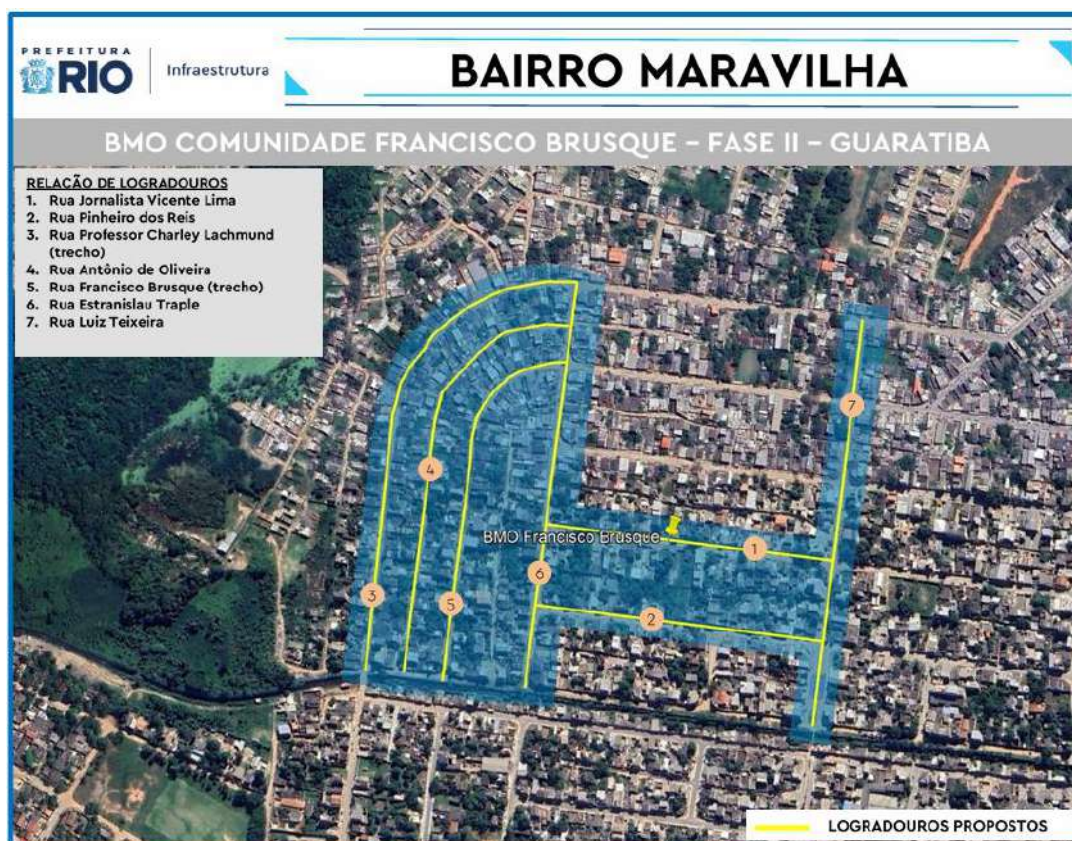 PREFEITURA
RIO
Infraestrutura
BAIRRO MARAVILHA
BMO COMUNIDADE FRANCISCO BRUSQUE – FASE II – GUARATIBA
RELAÇÃO DE LOGRADOUROS
1. Rua Jornalista Vicente Lima
2. Rua Pinheiro dos Reis
3. Rua Professor Charley Lachmund
(trecho)
4. Rua Antônio de Oliveira
5. Rua Francisco Brusque (trecho)
6. Rua Estranislau Traple
7. Rua Luiz Teixeira
7
4
BMO Francisco Brusque
1
6
3
5
2
LOGRADOUROS PROPOSTOS